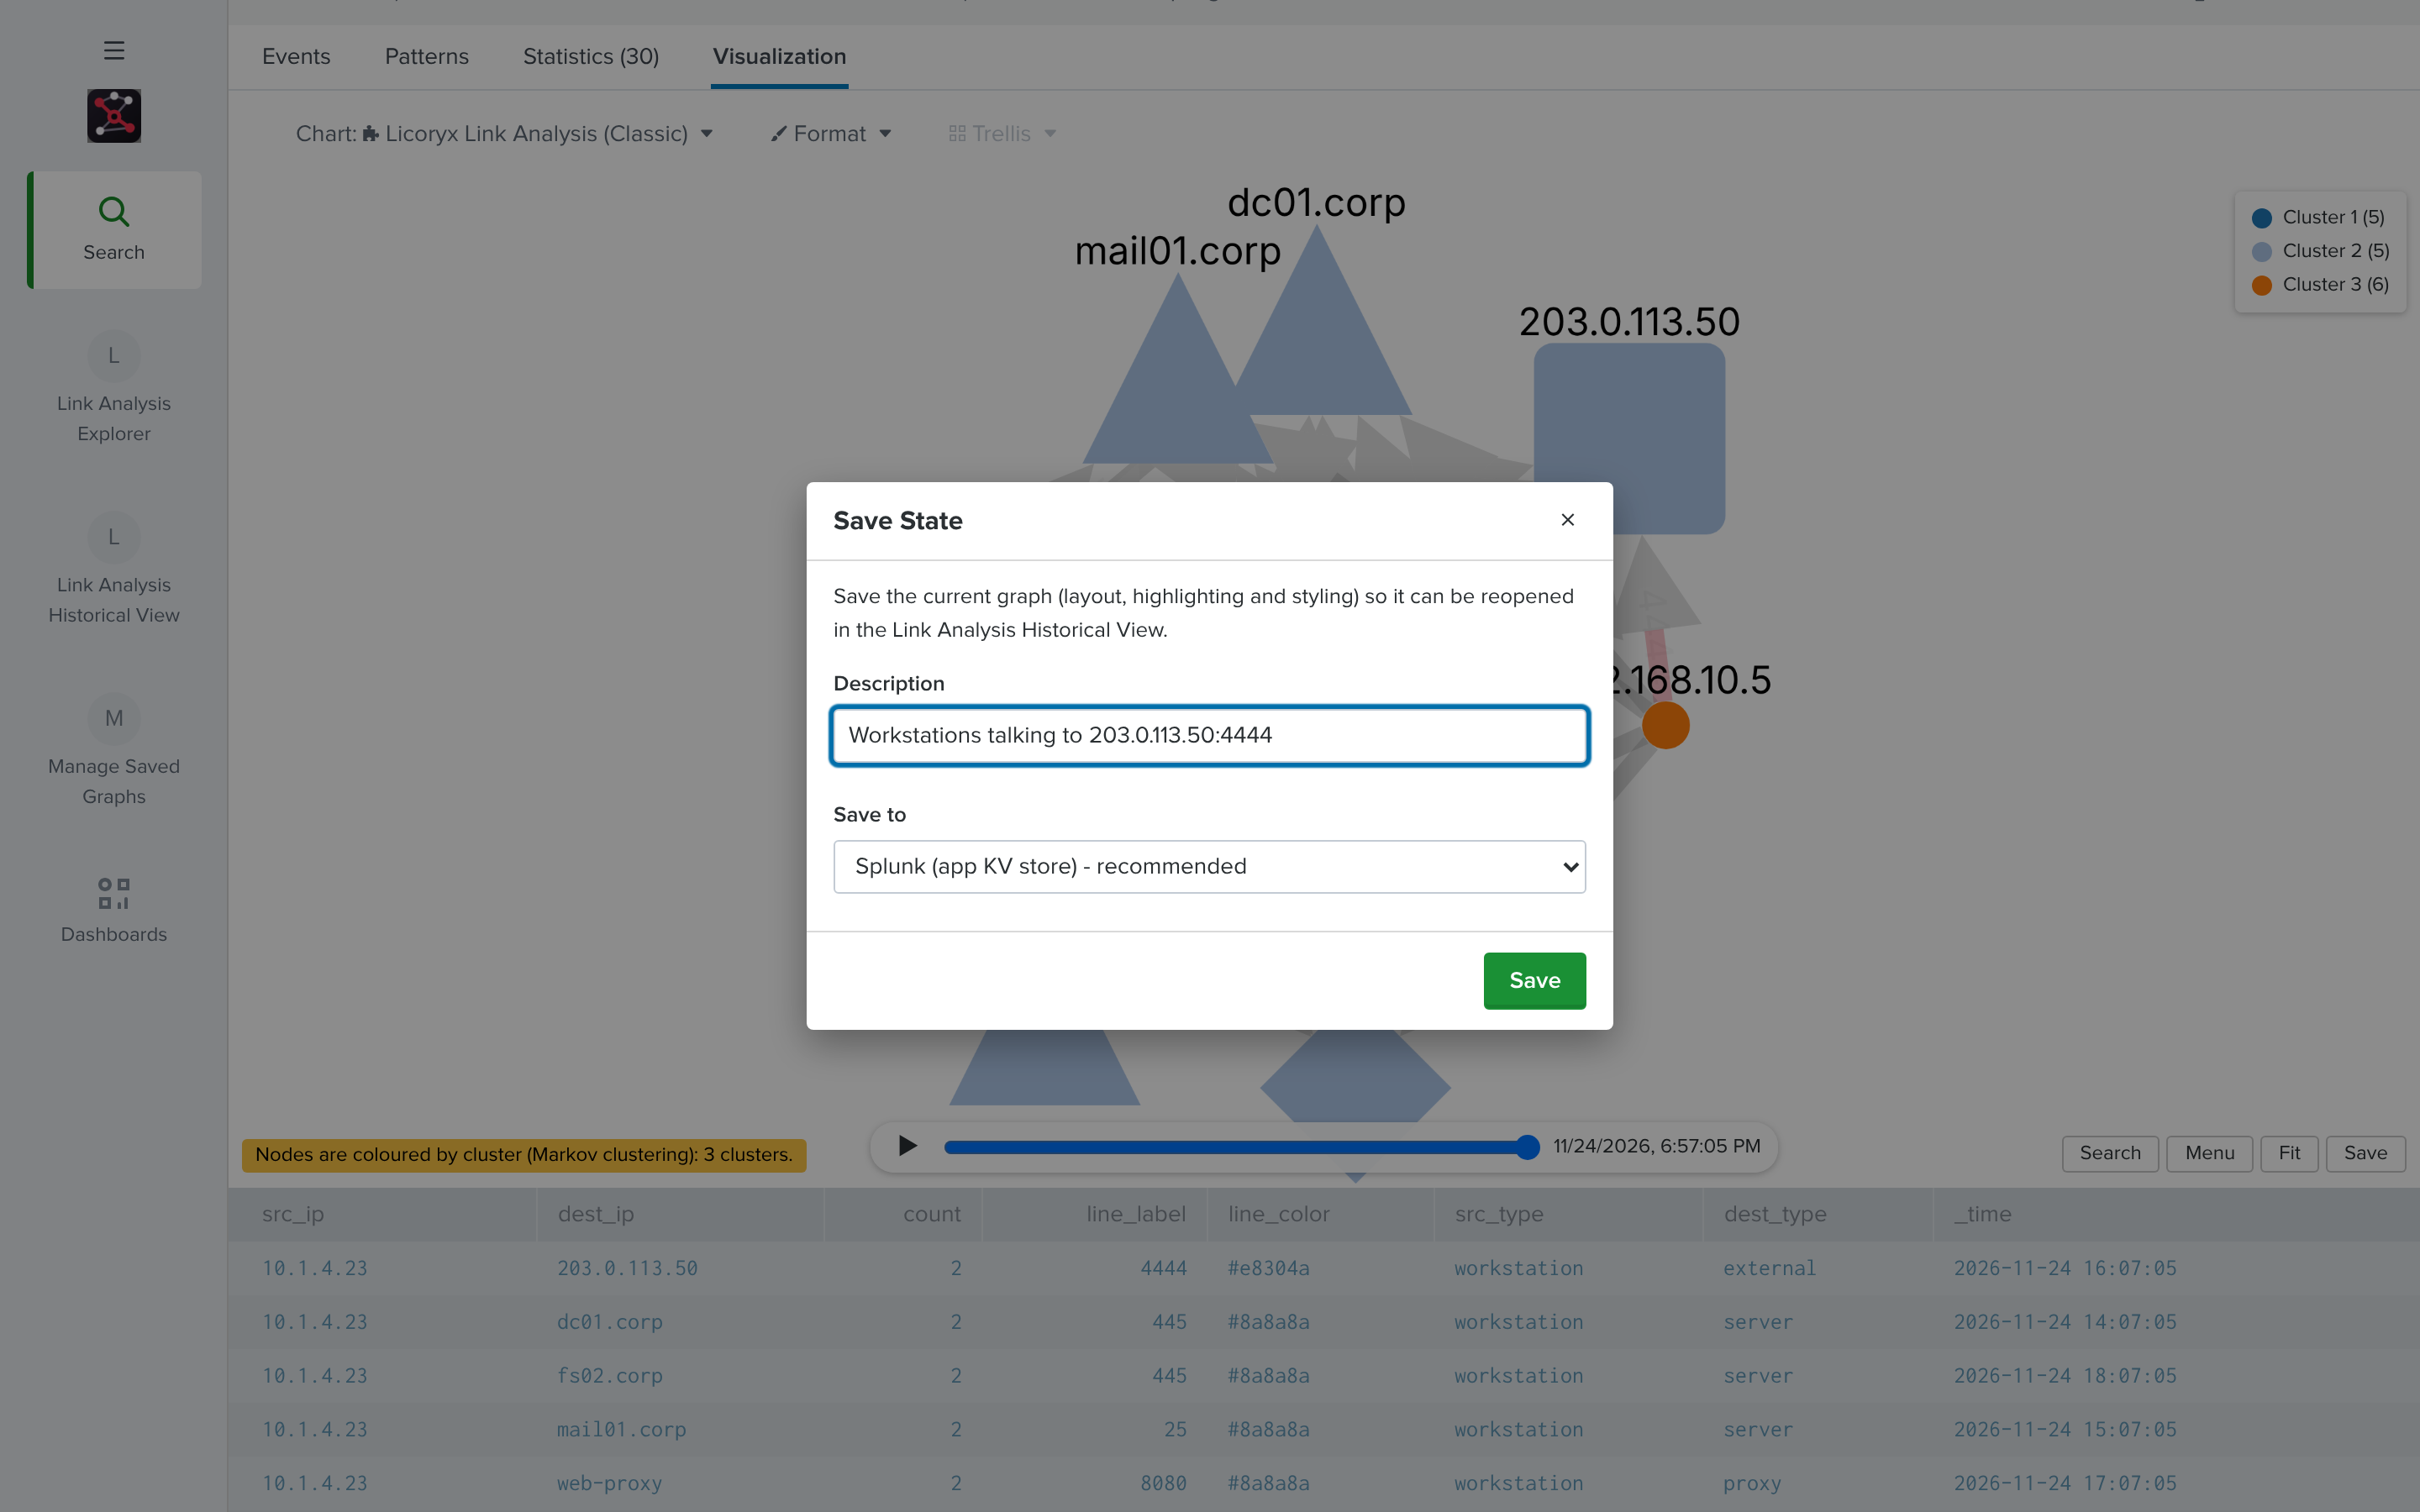 Events Patterns Statistics (30) Visualization
Chart: Licoryx Link Analysis (Classic) Format Trellis
Search
L
Link Analysis
Explorer
L
Link Analysis
Historical View
M
Manage Saved
Graphs
Dashboards
dc01.corp
mail01.corp
203.0.113.50
2.168.10.5
Cluster 1 (5)
Cluster 2 (5)
Cluster 3 (6)
Save State
Save the current graph (layout, highlighting and styling) so it can be reopened
in the Link Analysis Historical View.
Description
Workstations talking to 203.0.113.50:4444
Save to
Splunk (app KV store) - recommended
Save
Nodes are coloured by cluster (Markov clustering): 3 clusters.
11/24/2026, 6:57:05 PM
Search Menu Fit Save
src_ip dest_ip count line_label line_color src_type dest_type _time
10.1.4.23 203.0.113.50 2 4444 #e8304a workstation external 2026-11-24 16:07:05
10.1.4.23 dc01.corp 2 445 #8a8a8a workstation server 2026-11-24 14:07:05
10.1.4.23 fs02.corp 2 445 #8a8a8a workstation server 2026-11-24 18:07:05
10.1.4.23 mail01.corp 2 25 #8a8a8a workstation server 2026-11-24 15:07:05
10.1.4.23 web-proxy 2 8080 #8a8a8a workstation proxy 2026-11-24 17:07:05